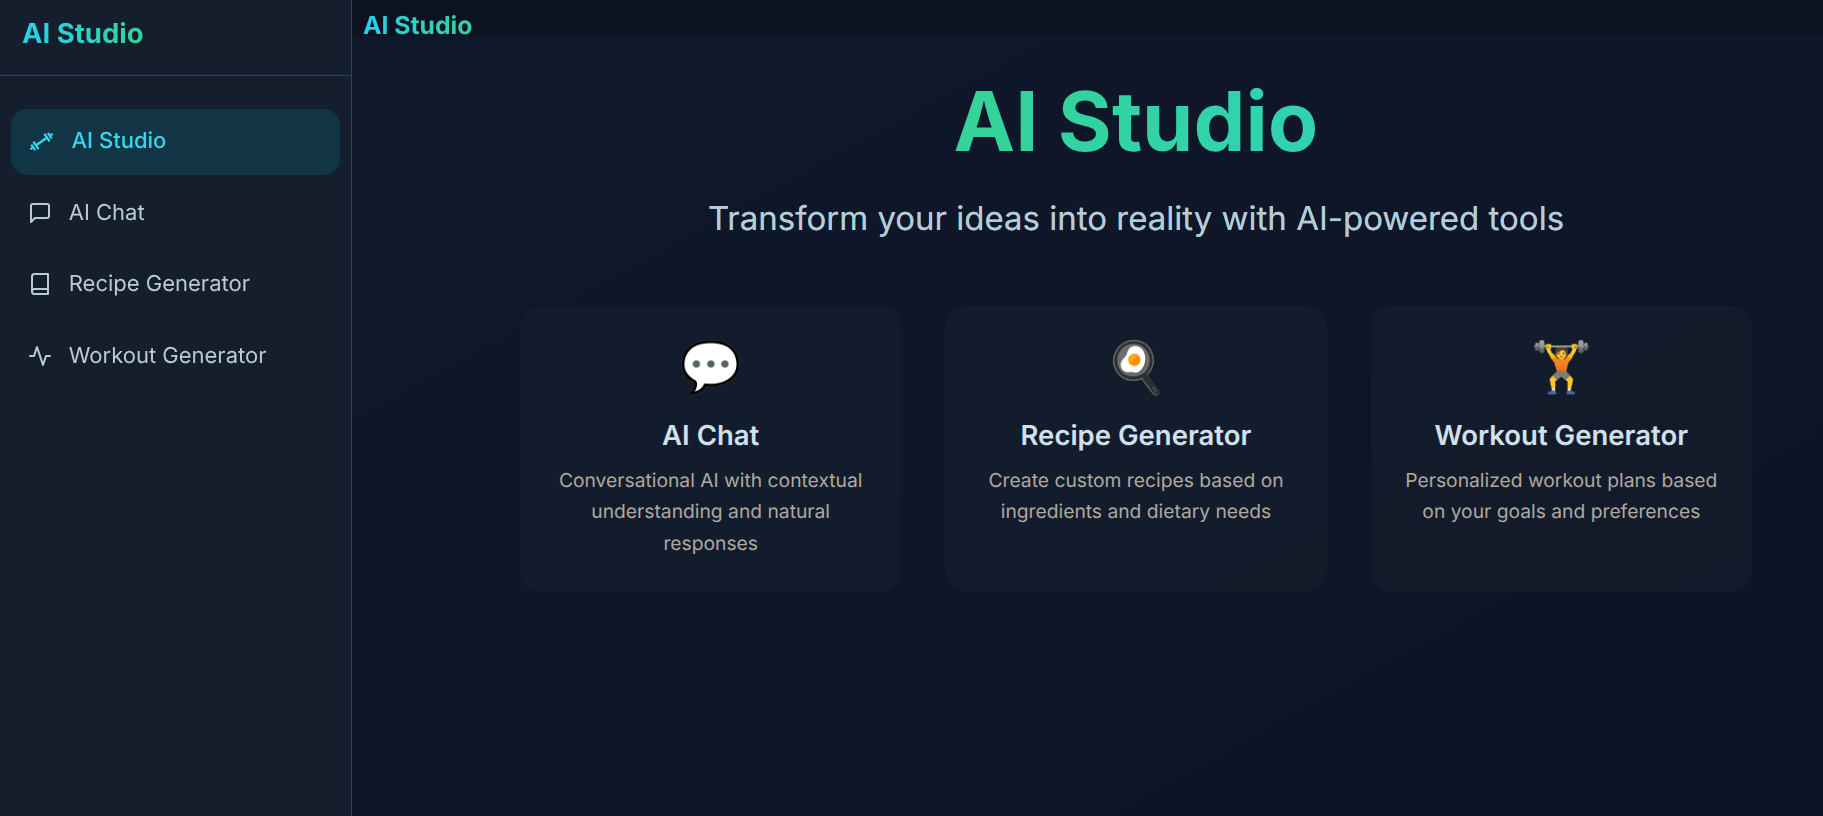 AI Studio
AI Studio
AI Chat
Recipe Generator
Workout Generator
AI Studio
AI Studio
Transform your ideas into reality with AI-powered tools
AI Chat
Conversational AI with contextual
understanding and natural
responses
Recipe Generator
Create custom recipes based on
ingredients and dietary needs
Workout Generator
Personalized workout plans based
on your goals and preferences